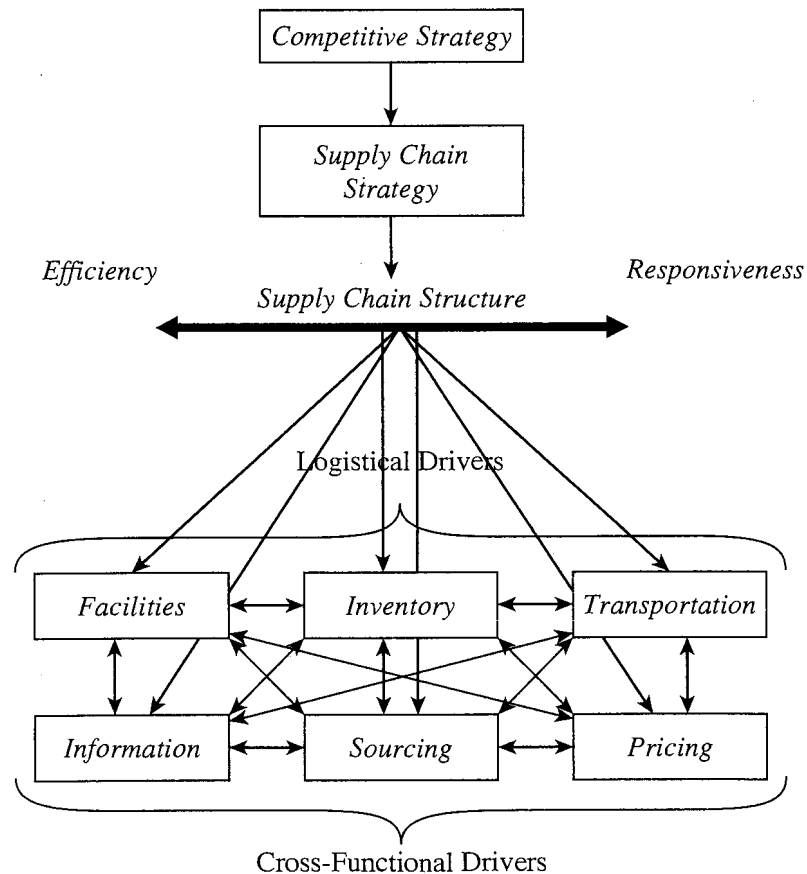 Competitive Strategy
Supply Chain
Strategy
Efficiency
Responsiveness
Supply Chain Structure
Logistical Drivers
Facilities
Inventory
Transportation
Information
Sourcing
Pricing
Cross-Functional Drivers